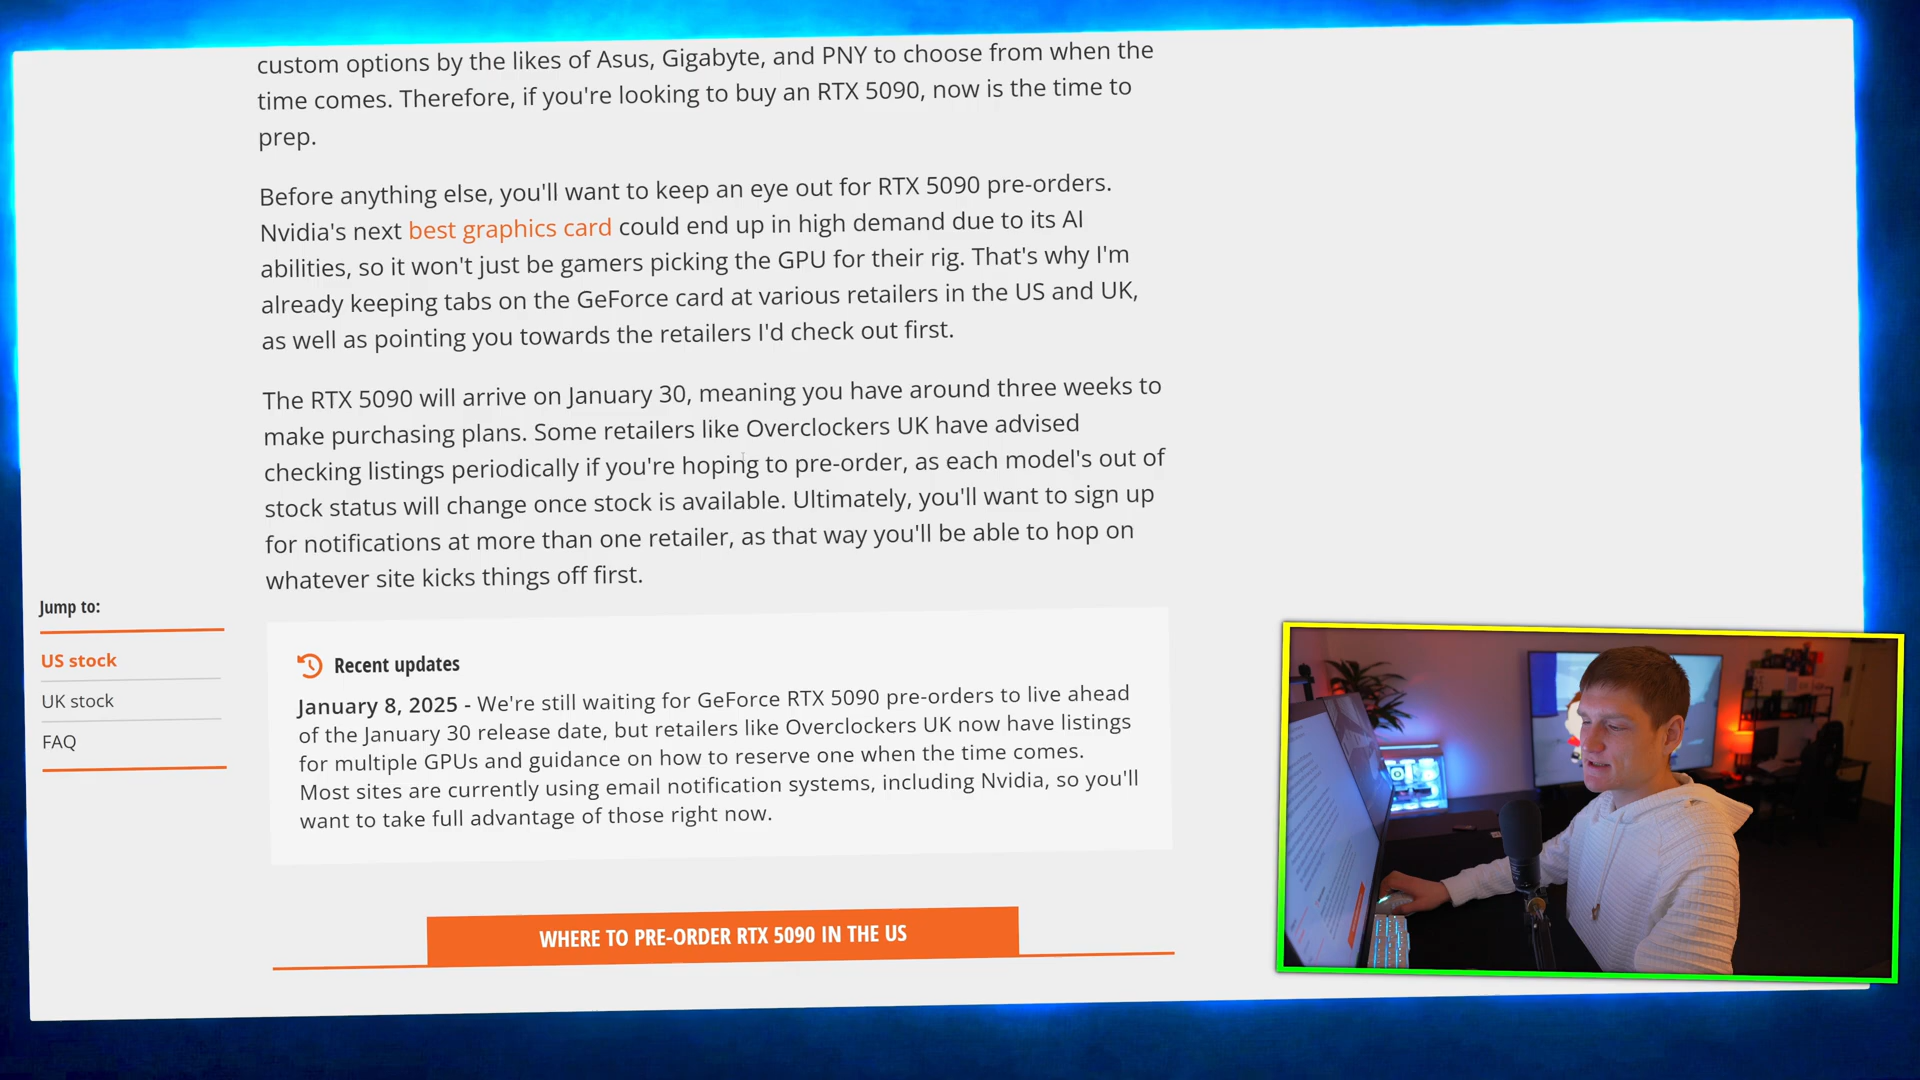 custom options by the likes of Asus, Gigabyte, and PNY to choose from when the
time comes. Therefore, if you're looking to buy an RTX 5090, now is the time to
prep.
Before anything else, you'll want to keep an eye out for RTX 5090 pre-orders.
Nvidia's next best graphics card could end up in high demand due to its AI
abilities, so it won't just be gamers picking the GPU for their rig. That's why I'm
already keeping tabs on the GeForce card at various retailers in the US and UK,
as well as pointing you towards the retailers I'd check out first.
The RTX 5090 will arrive on January 30, meaning you have around three weeks to
make purchasing plans. Some retailers like Overclockers UK have advised
checking listings periodically if you're hoping to pre-order, as each model's out of
stock status will change once stock is available. Ultimately, you'll want to sign up
for notifications at more than one retailer, as that way you'll be able to hop on
whatever site kicks things off first.
Jump to:
US stock
UK stock
FAQ
Recent updates
January 8, 2025 - We're still waiting for GeForce RTX 5090 pre-orders to live ahead
of the January 30 release date, but retailers like Overclockers UK now have listings
for multiple GPUs and guidance on how to reserve one when the time comes.
Most sites are currently using email notification systems, including Nvidia, so you'll
want to take full advantage of those right now.
WHERE TO PRE-ORDER RTX 5090 IN THE US